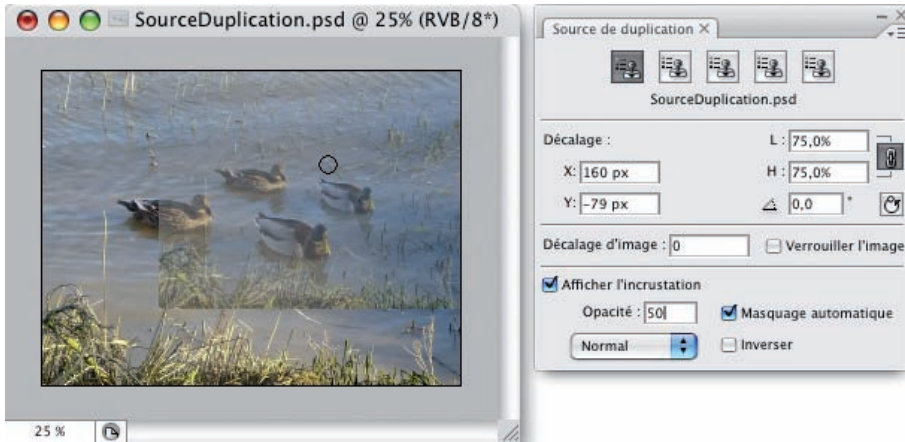 SourceDuplication.psd @ 25% (RVB/8*)
25 %
Source de duplication ×
SourceDuplication.psd
Décalage :
L : 75,0%
X: 160 px
H : 75,0%
Y: -79 px
0,0 °
Décalage d'image : 0
Verrouiller l'image
Afficher l'incrustation
Opacité : 50
Masquage automatique
Normal
Inverser